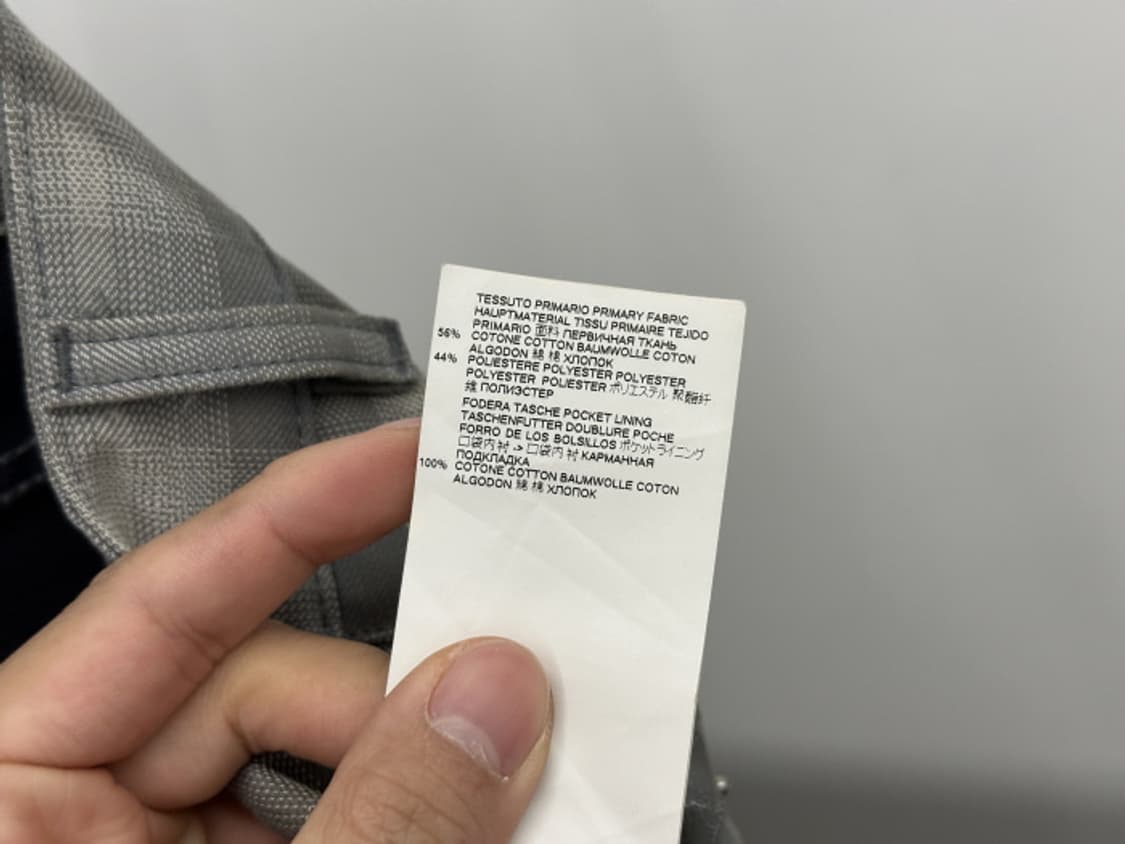 TESSUTO PRIMARIO PRIMARY FABRIC
HAUPTMATERIAL TISSU PRIMAIRE TEJIDO
PRIMARIO 面料 ПЕРВИЧНАЯ ТКАНЬ
56% COTONE COTTON BAUMWOLLE COTON
ALGODON 綿 棉 ХЛОПОК
44% POLIESTERE POLYESTER POLYESTER
POLYESTER POLIESTER ポリエステル 聚酯纤
维 ПОЛИЭСТЕР
FODERA TASCHE POCKET LINING
TASCHENFUTTER DOUBLURE POCHE
FORRO DE LOS BOLSILLOS ポケットライニング
口袋内衬 -> 口袋内衬 КАРМАННАЯ
ПОДКЛАДКА
100% COTONE COTTON BAUMWOLLE COTON
ALGODON 綿 棉 ХЛОПОК